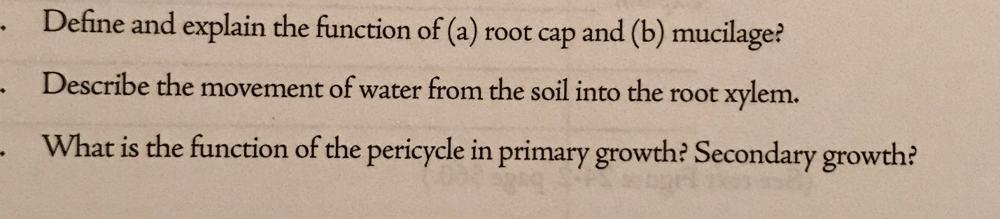 . Define and explain the function of (a) root cap and (b) mucilage?
. Describe the movement of water from the soil into the root xylem.
. What is the function of the pericycle in primary growth? Secondary growth?